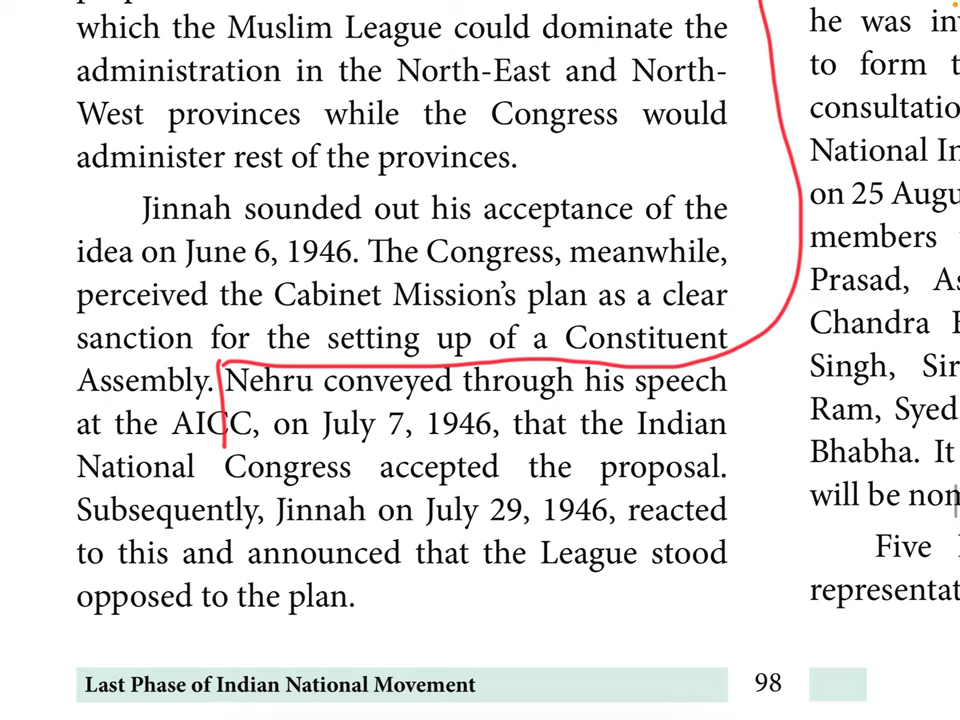 which the Muslim League could dominate the
administration in the North-East and North-
West provinces while the Congress would
administer rest of the provinces.
Jinnah sounded out his acceptance of the
idea on June 6, 1946. The Congress, meanwhile,
perceived the Cabinet Mission's plan as a clear
sanction for the setting up of a Constituent
Assembly. Nehru conveyed through his speech
at the AICC, on July 7, 1946, that the Indian
National Congress accepted the proposal.
Subsequently, Jinnah on July 29, 1946, reacted
to this and announced that the League stood
opposed to the plan.
Last Phase of Indian National Movement
98
he was
to form
National
on 25
members
Prasad,
Chandra
Singh, Sir
Ram, Syed
Bhabha. It
will be
Five